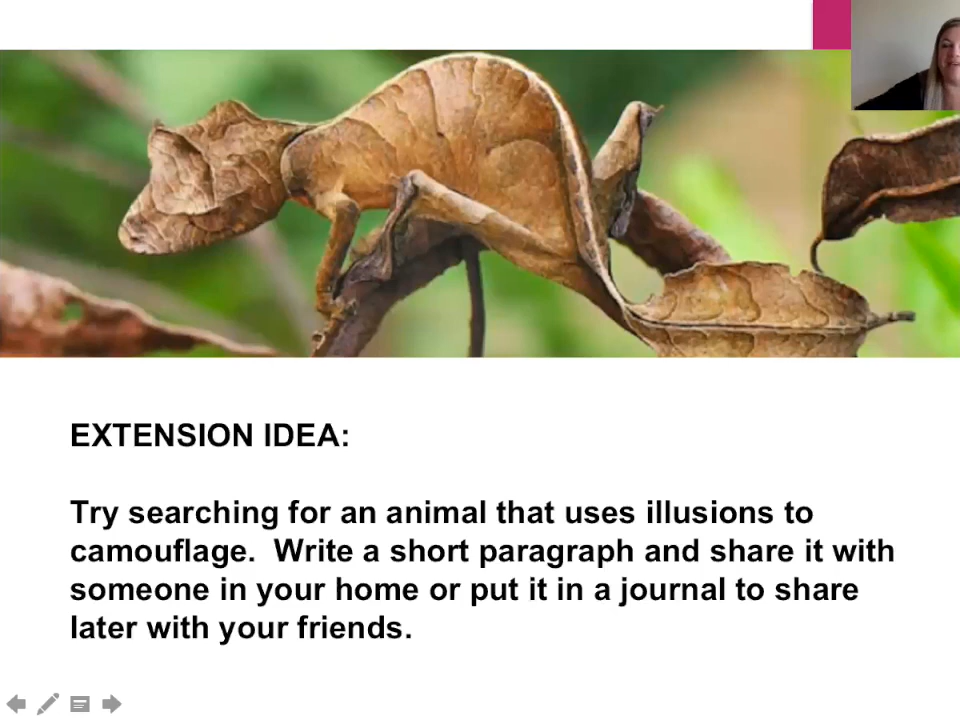 EXTENSION IDEA:
Try searching for an animal that uses illusions to
camouflage.  Write a short paragraph and share it with
someone in your home or put it in a journal to share
later with your friends.